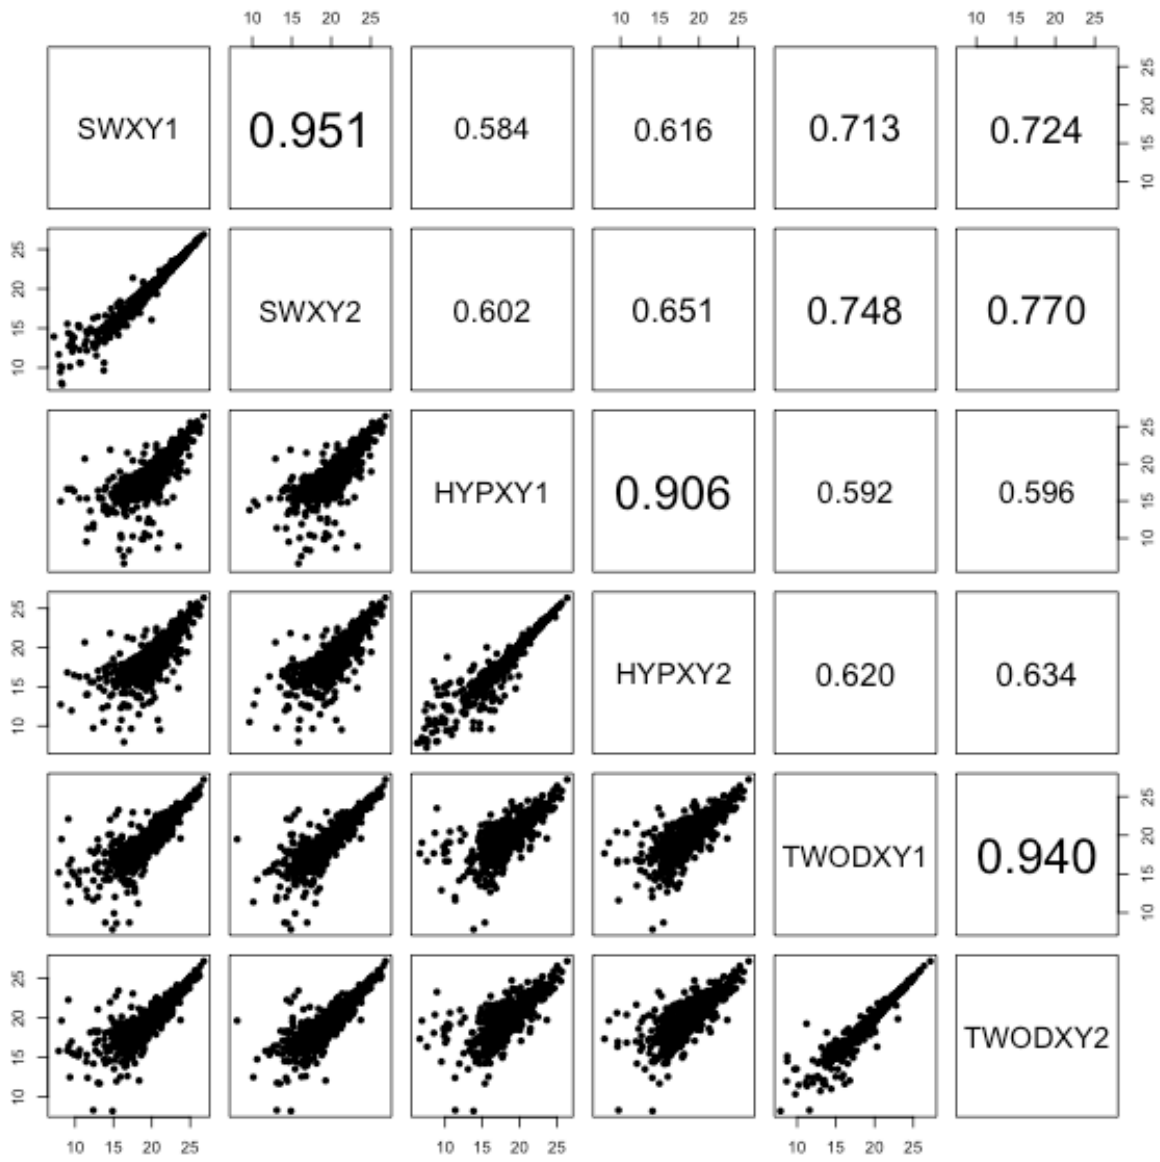 10 15 20 25 10 15 20 25 10 15 20 25
SWXY1 0.951 0.584 0.616 0.713 0.724 10 15 20 25
10 15 20 25 SWXY2 0.602 0.651 0.748 0.770
HYPXY1 0.906 0.592 0.596 10 15 20 25
10 15 20 25 HYPXY2 0.620 0.634
TWODXY1 0.940 10 15 20 25
10 15 20 25 TWODXY2
10 15 20 25 10 15 20 25 10 15 20 25